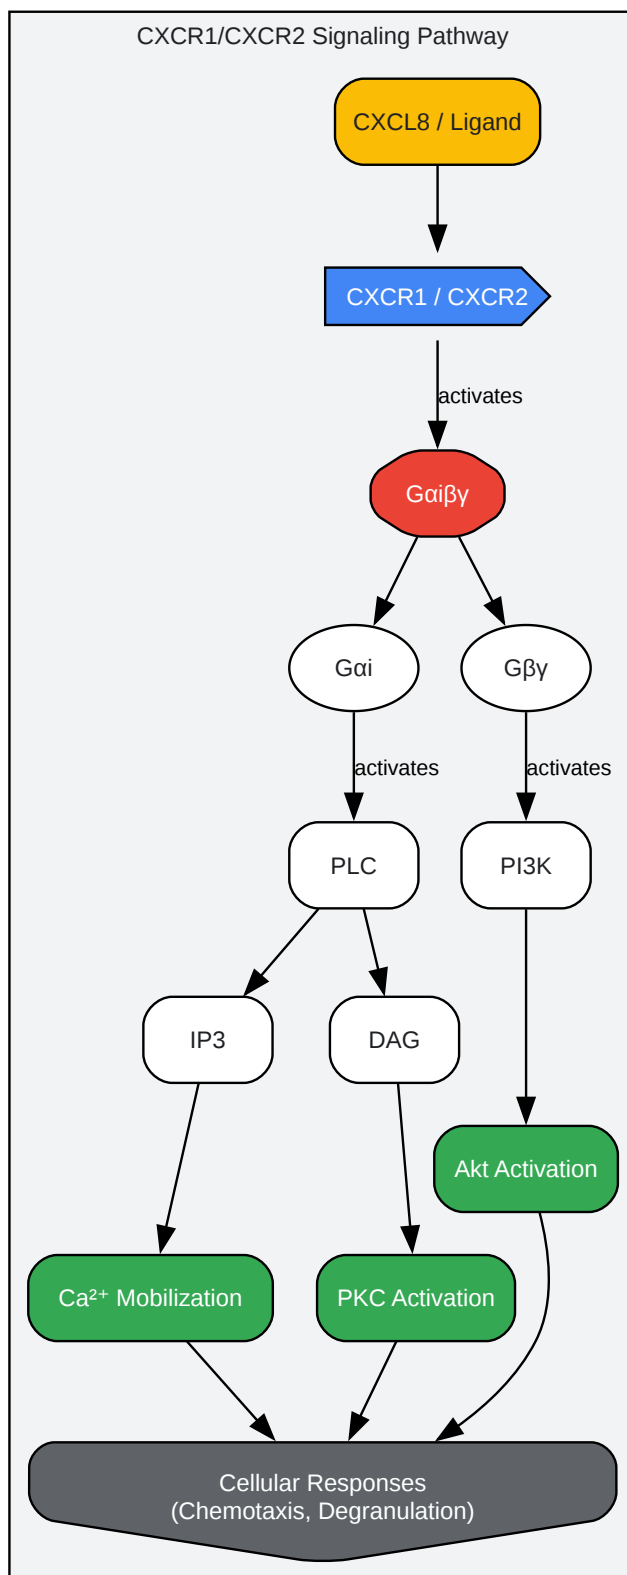 CXCR1/CXCR2 Signaling Pathway
CXCL8 / Ligand
CXCR1 / CXCR2
activates
Gαiβγ
Gαi
Gβγ
activates
activates
PLC
PI3K
IP3
DAG
Akt Activation
Ca²⁺ Mobilization
PKC Activation
Cellular Responses
(Chemotaxis, Degranulation)